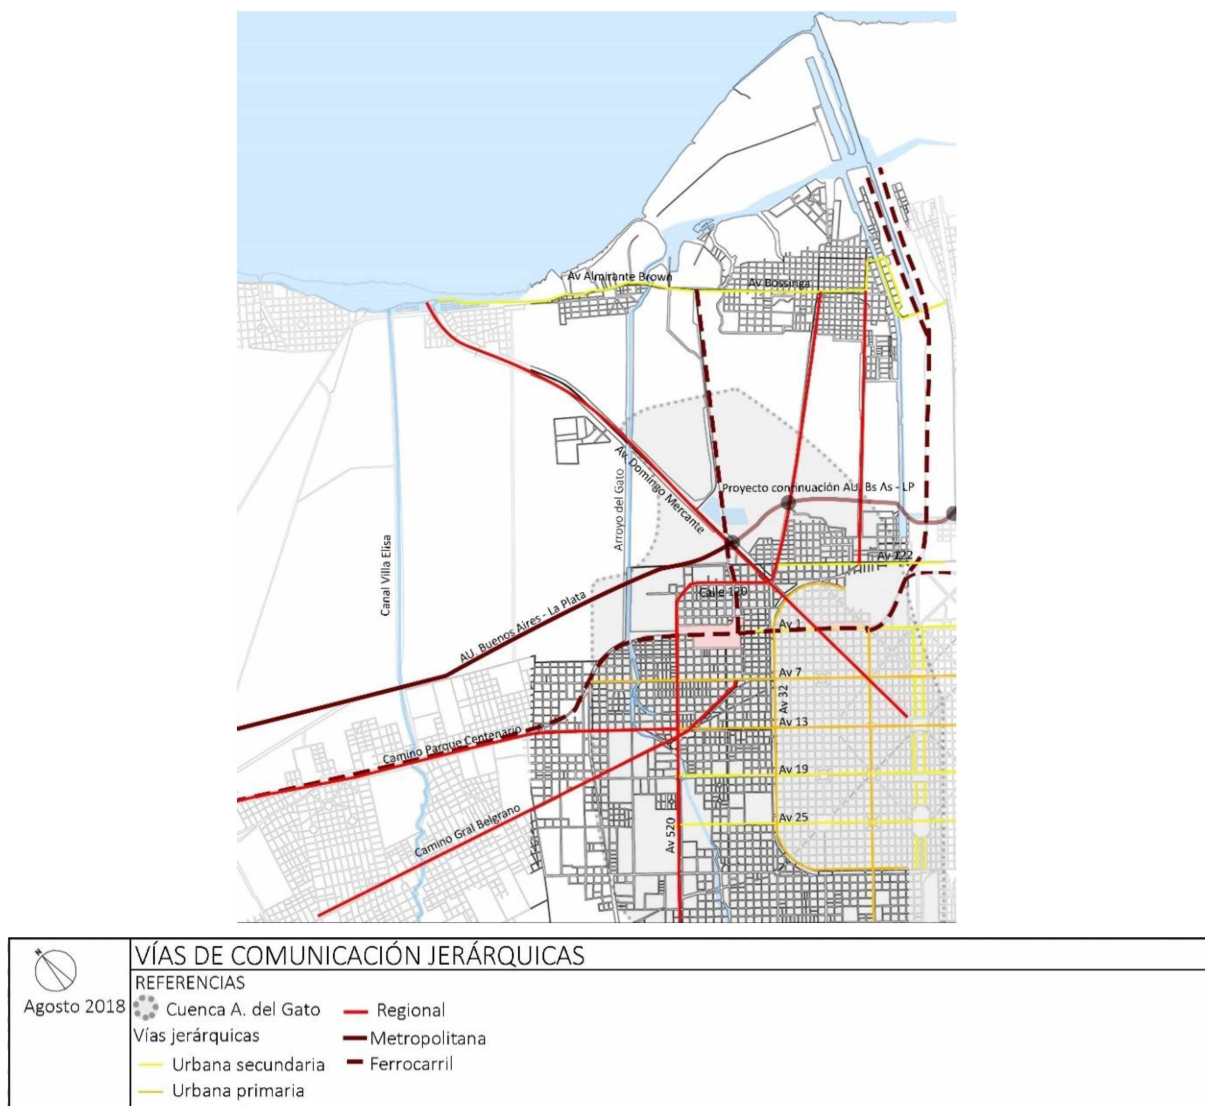 Av Almirante Brown
Av Bossinga
Av. Domingo Mercante
Arroyo del Gato
Proyecto continuación AU. Bs As - LP
Canal Villa Elisa
Av 122
Calle 120
AU. Buenos Aires - La Plata
Av 1
Av 7
Av 32
Av 13
Camino Parque Centenario
Av 19
Camino Gral Belgrano
Av 520
Av 25
N
Agosto 2018
VÍAS DE COMUNICACIÓN JERÁRQUICAS
REFERENCIAS
Cuenca A. del Gato
Vías jerárquicas
Urbana secundaria
Urbana primaria
Regional
Metropolitana
Ferrocarril